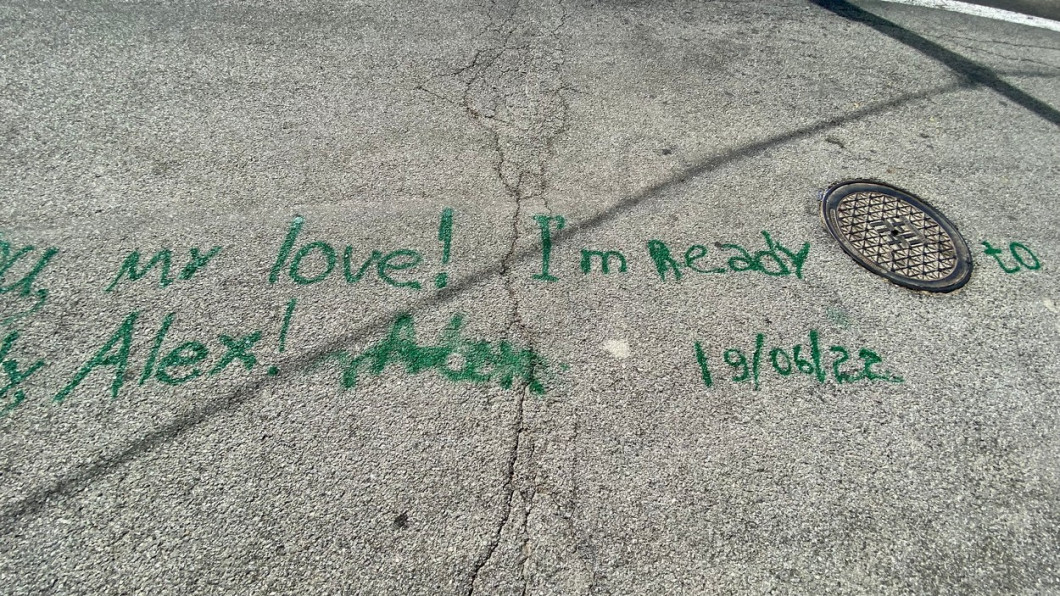 u, my love! I'm Ready to
y, Alex! 19/06/22